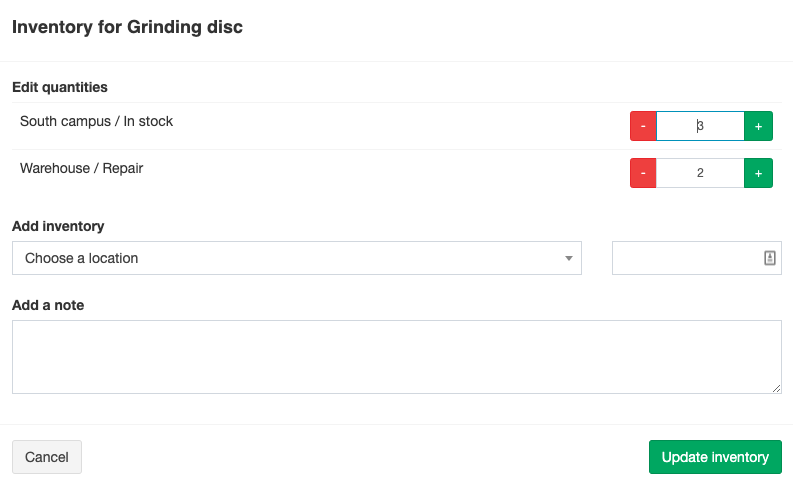 Inventory for Grinding disc
Edit quantities
South campus / In stock
- 3 +
Warehouse / Repair
- 2 +
Add inventory
Choose a location
Add a note
Cancel
Update inventory